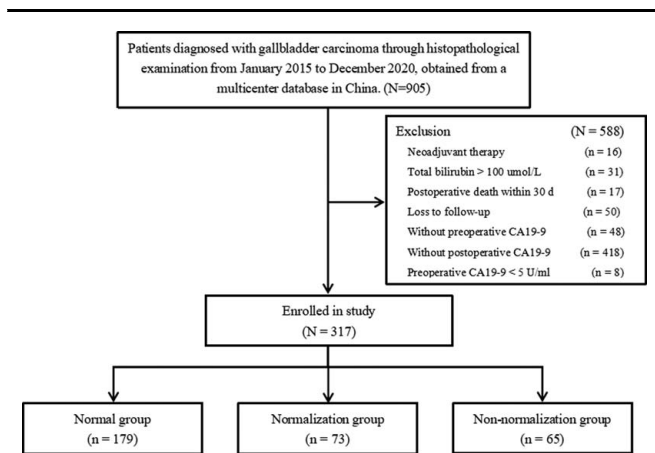 Patients diagnosed with gallbladder carcinoma through histopathological
examination from January 2015 to December 2020, obtained from a
multicenter database in China. (N=905)
Exclusion (N = 588)
Neoadjuvant therapy (n = 16)
Total bilirubin > 100 umol/L (n = 31)
Postoperative death within 30 d (n = 17)
Loss to follow-up (n = 50)
Without preoperative CA19-9 (n = 48)
Without postoperative CA19-9 (n = 418)
Preoperative CA19-9 < 5 U/ml (n = 8)
Enrolled in study
(N = 317)
Normal group
(n = 179)
Normalization group
(n = 73)
Non-normalization group
(n = 65)